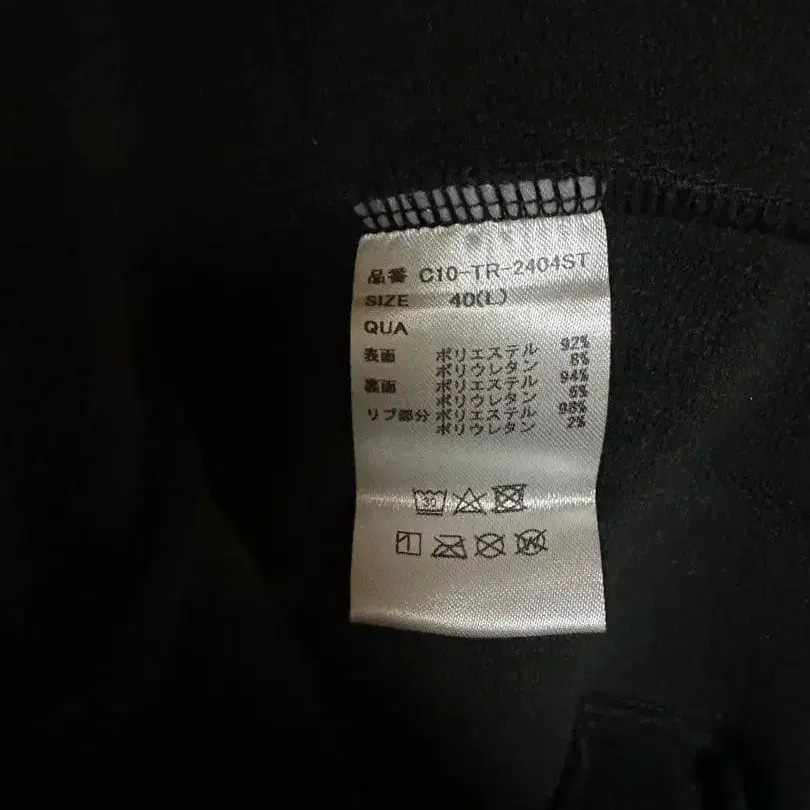 品番 C10-TR-2404ST
SIZE 40(L)
QUA
表面 ポリエステル 92%
ポリウレタン 8%
裏面 ポリエステル 94%
ポリウレタン 6%
リブ部分 ポリエステル 98%
ポリウレタン 2%
30
W